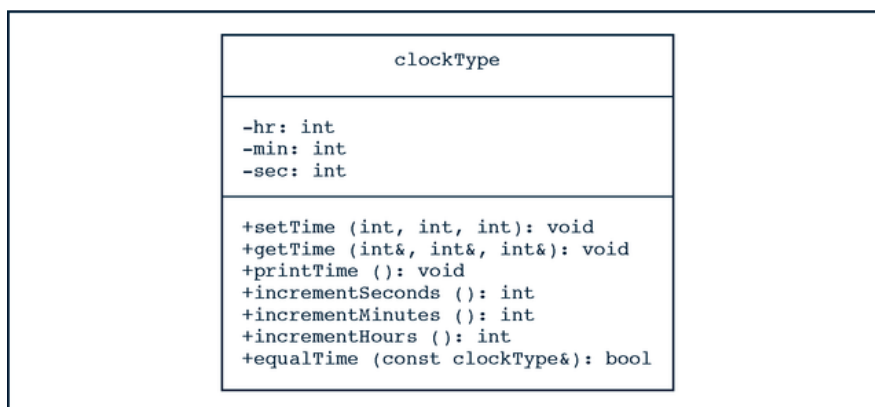 clockType
-hr: int
-min: int
-sec: int
+setTime (int, int, int): void
+getTime (int&, int&, int&): void
+printTime (): void
+incrementSeconds (): int
+incrementMinutes (): int
+incrementHours (): int
+equalTime (const clockType&): bool